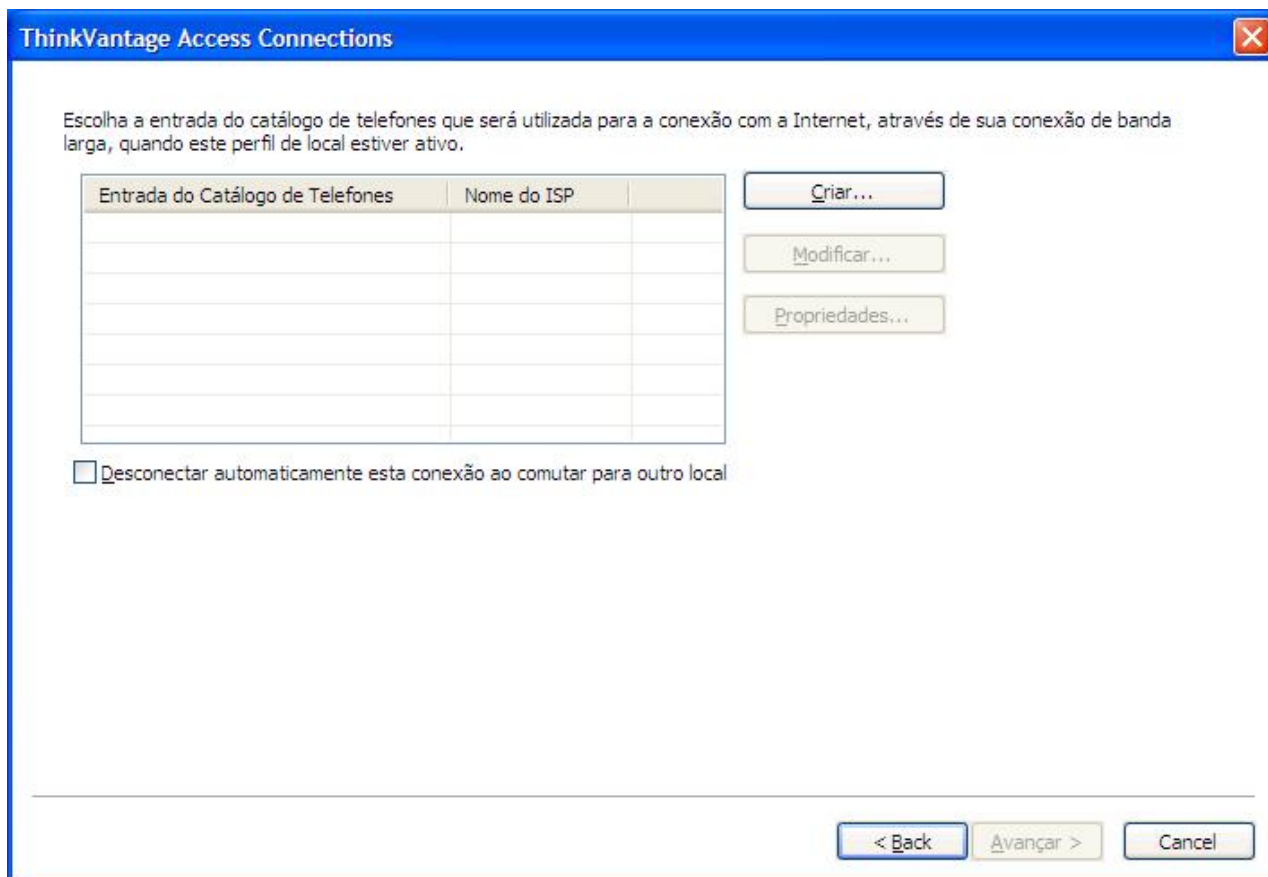 ThinkVantage Access Connections
Escolha a entrada do catálogo de telefones que será utilizada para a conexão com a Internet, através de sua conexão de banda
larga, quando este perfil de local estiver ativo.
Entrada do Catálogo de Telefones Nome do ISP
Criar...
Modificar...
Propriedades...
Desconectar automaticamente esta conexão ao comutar para outro local
< Back Avançar > Cancel